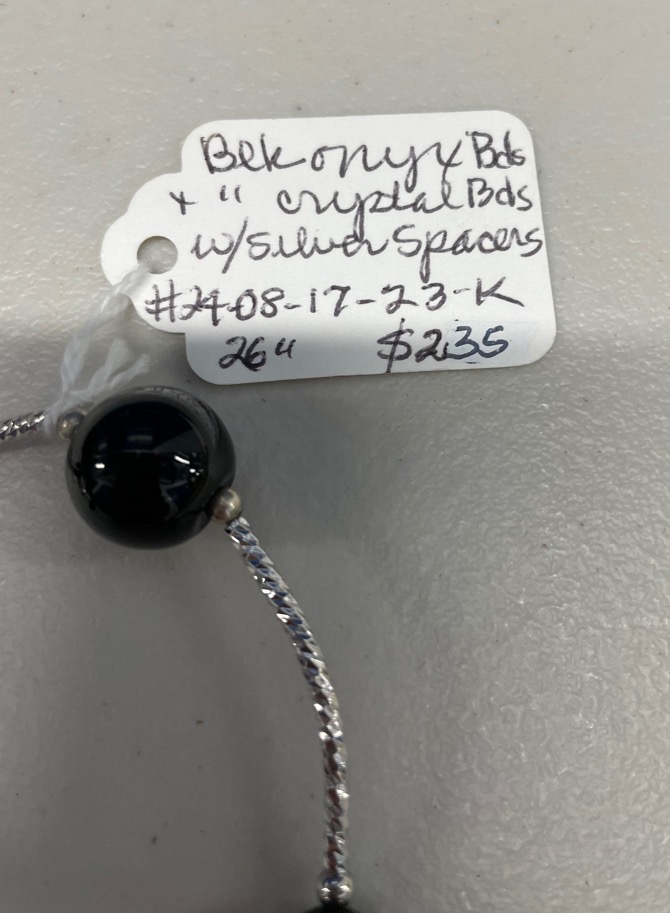 Blk onyx Bds
+ " crystal Bds
w/silver Spacers
#2408-17-23-K
26" $235